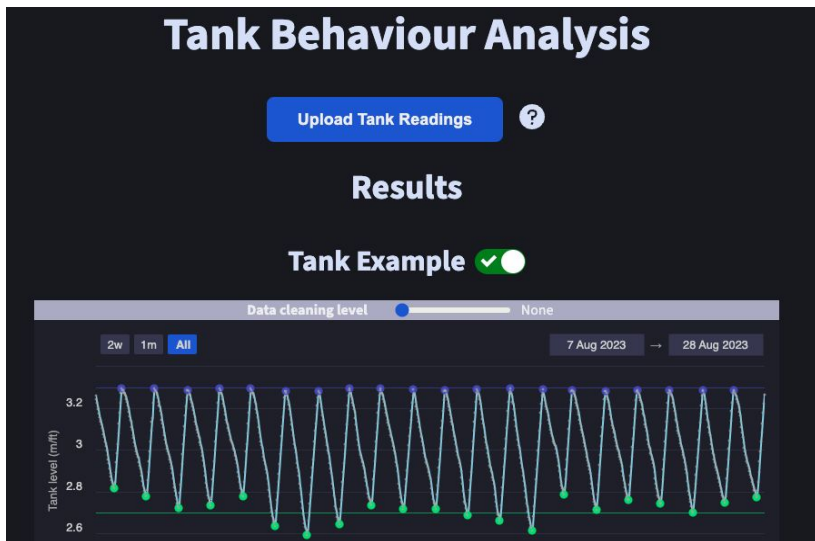 Tank Behaviour Analysis
Upload Tank Readings ?
Results
Tank Example
Data cleaning level None
2w 1m All 7 Aug 2023 → 28 Aug 2023
Tank level (m/ft)
3.2
3
2.8
2.6